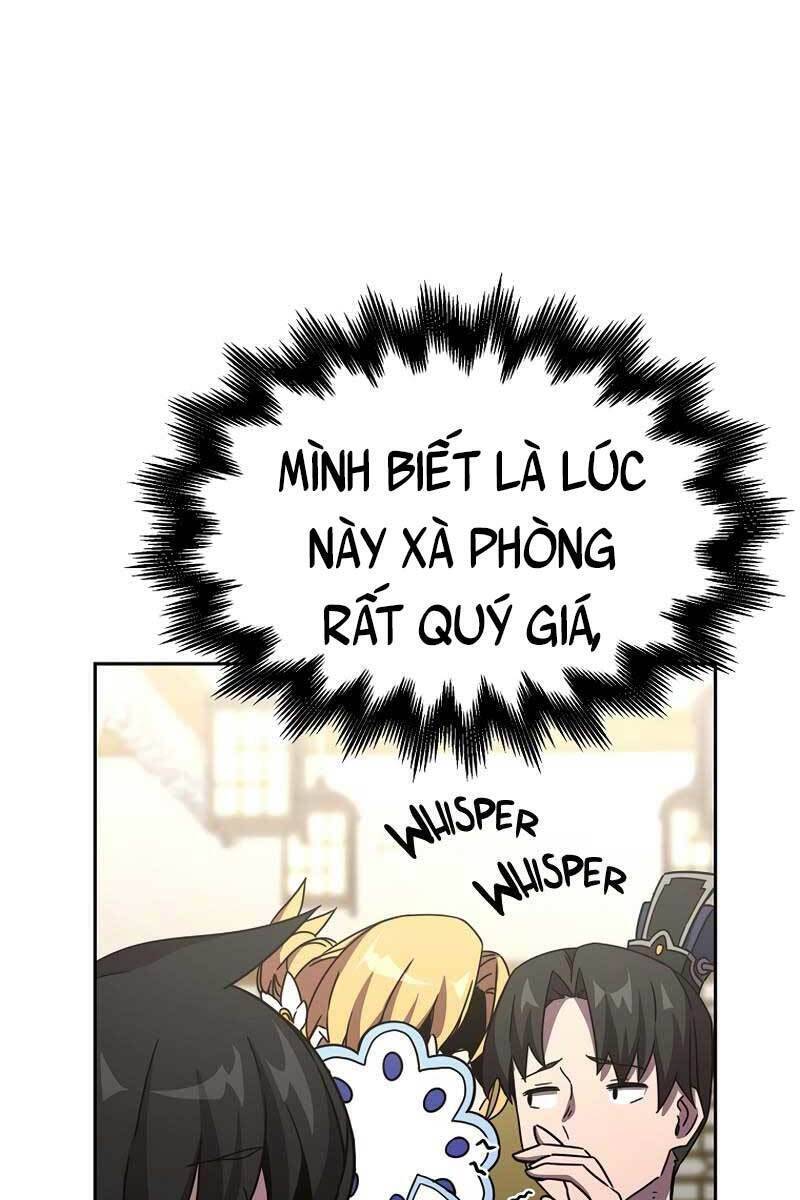 MÌNH BIẾT LÀ LÚC
NÀY XÀ PHÒNG
RẤT QUÝ GIÁ,
WHISPER
WHISPER